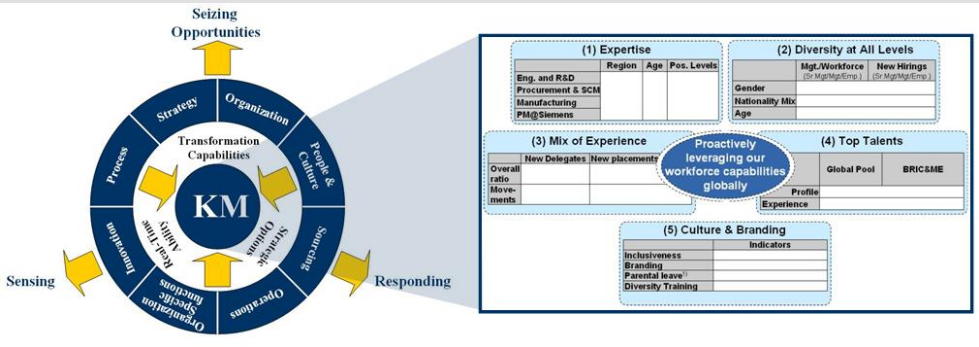 Seizing
Opportunities
Strategy
Organization
Process
People &
Culture
Transformation
Capabilities
KM
Real-Time
Ability
Strategic
Options
Innovation
Sourcing
Organization
Specific
functions
Operations
Sensing
Responding
(1) Expertise
Region Age Pos. Levels
Eng. and R&D
Procurement & SCM
Manufacturing
PM@Siemens
(2) Diversity at All Levels
Mgt./Workforce New Hirings
(Sr.Mgt/Mgt/Emp.) (Sr.Mgt/Mgt/Emp.)
Gender
Nationality Mix
Age
(3) Mix of Experience
New Delegates New placements
Overall
ratio
Move-
ments
Proactively
leveraging our
workforce capabilities
globally
(4) Top Talents
Global Pool BRIC&ME
Profile
Experience
(5) Culture & Branding
Indicators
Inclusiveness
Branding
Parental leave¹⁾
Diversity Training